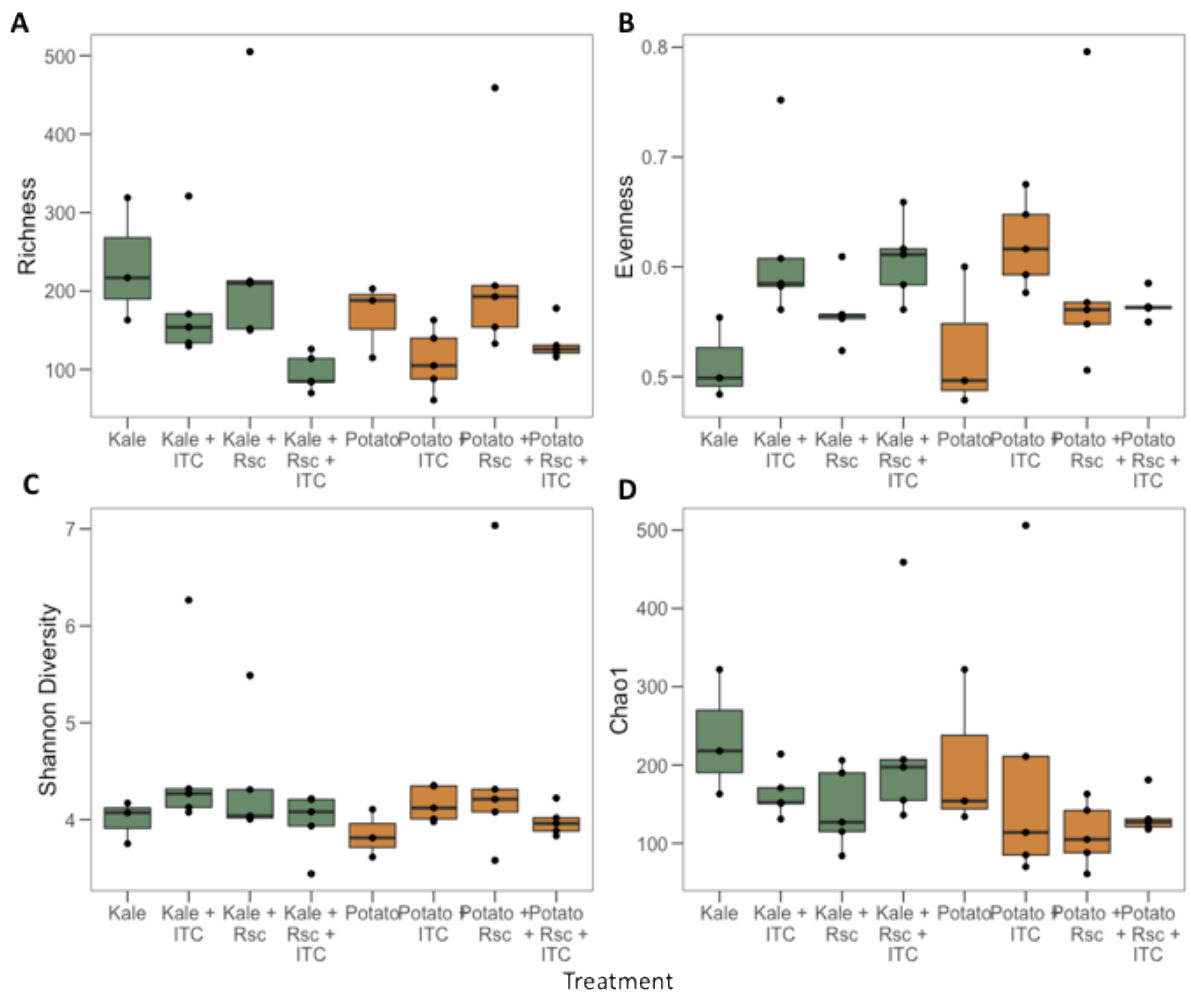 A
B
500
400
300
200
100
Richness
Kale
Kale + ITC
Kale + Rsc
Kale + Rsc + ITC
Potato
Potato + ITC
Potato + Rsc
Potato + Rsc + ITC
0.8
0.7
0.6
0.5
Evenness
Kale
Kale + ITC
Kale + Rsc
Kale + Rsc + ITC
Potato
Potato + ITC
Potato + Rsc
Potato + Rsc + ITC
C
D
7
6
5
4
Shannon Diversity
Kale
Kale + ITC
Kale + Rsc
Kale + Rsc + ITC
Potato
Potato + ITC
Potato + Rsc
Potato + Rsc + ITC
500
400
300
200
100
Chao1
Kale
Kale + ITC
Kale + Rsc
Kale + Rsc + ITC
Potato
Potato + ITC
Potato + Rsc
Potato + Rsc + ITC
Treatment